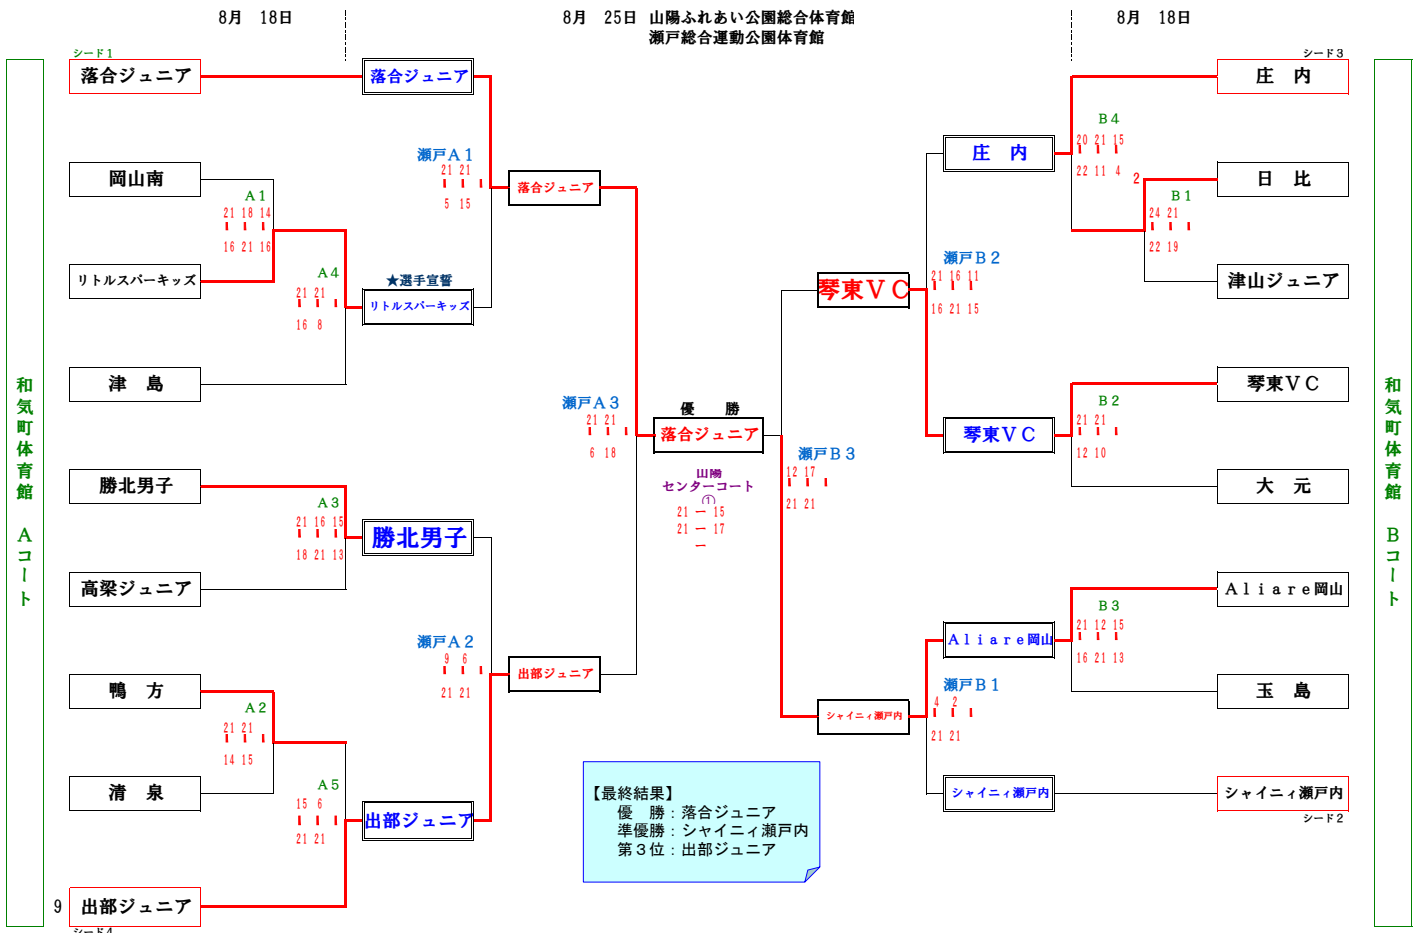 8月　18日
8月　25日 山陽ふれあい公園総合体育館
瀬戸総合運動公園体育館
8月　18日
和気町体育館　Aコート
シード1
落合ジュニア
岡山南
リトルスパーキッズ
津　島
勝北男子
高梁ジュニア
鴨　方
清　泉
9
出部ジュニア
シード4
A1
21 18 14
16 21 16
A4
21 21
16 8
A3
21 16 15
18 21 13
A2
21 21
14 15
A5
15 6
21 21
落合ジュニア
★選手宣誓
リトルスパーキッズ
勝北男子
出部ジュニア
瀬戸A1
21 21
5 15
瀬戸A2
9 6
21 21
落合ジュニア
出部ジュニア
瀬戸A3
21 21
6 18
優　勝
落合ジュニア
山陽
センターコート
①
21 ー 15
21 ー 17
ー
瀬戸B3
12 17
21 21
琴東VC
シャイニィ瀬戸内
瀬戸B2
21 16 11
16 21 15
瀬戸B1
4 2
21 21
庄　内
琴東VC
Aliare岡山
シャイニィ瀬戸内
B4
20 21 15
22 11 4
2
B1
24 21
22 19
B2
21 21
12 10
B3
21 12 15
16 21 13
シード3
庄　内
日　比
津山ジュニア
琴東VC
大　元
Aliare岡山
玉　島
シャイニィ瀬戸内
シード2
和気町体育館　Bコート
【最終結果】
優　勝：落合ジュニア
準優勝：シャイニィ瀬戸内
第3位：出部ジュニア